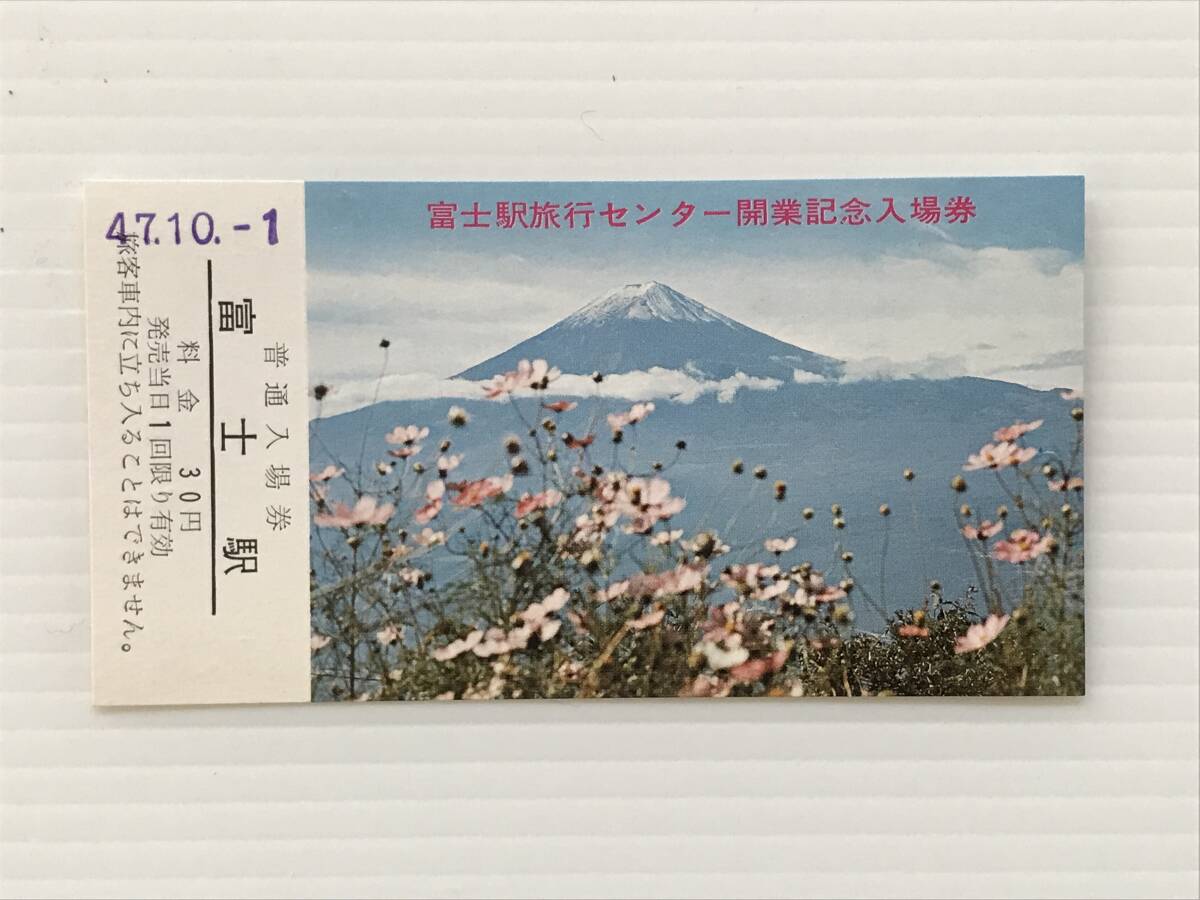 富士駅旅行センター開業記念入場券
47.10.-1
普通入場券
富士駅
料金 30円
発売当日1回限り有効
旅客車内に立ち入ることはできません。